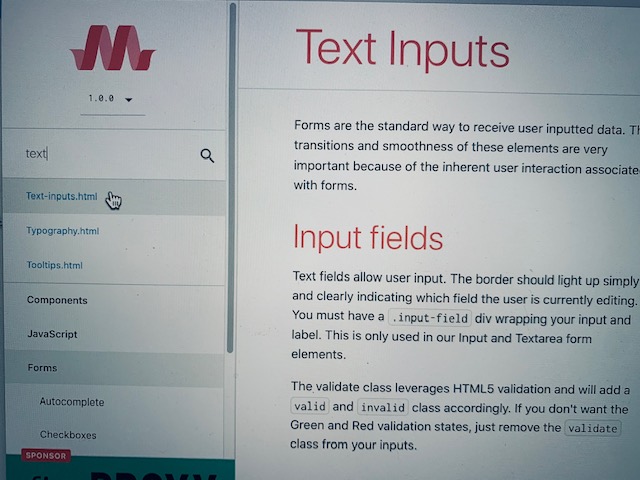 1.0.0
text
Text-inputs.html
Typography.html
Tooltips.html
Components
JavaScript
Forms
Autocomplete
Checkboxes
SPONSOR
Text Inputs
Forms are the standard way to receive user inputted data. Th
transitions and smoothness of these elements are very
important because of the inherent user interaction associate
with forms.
Input fields
Text fields allow user input. The border should light up simply
and clearly indicating which field the user is currently editing.
You must have a .input-field div wrapping your input and
label. This is only used in our Input and Textarea form
elements.
The validate class leverages HTML5 validation and will add a
valid and invalid class accordingly. If you don't want the
Green and Red validation states, just remove the validate
class from your inputs.